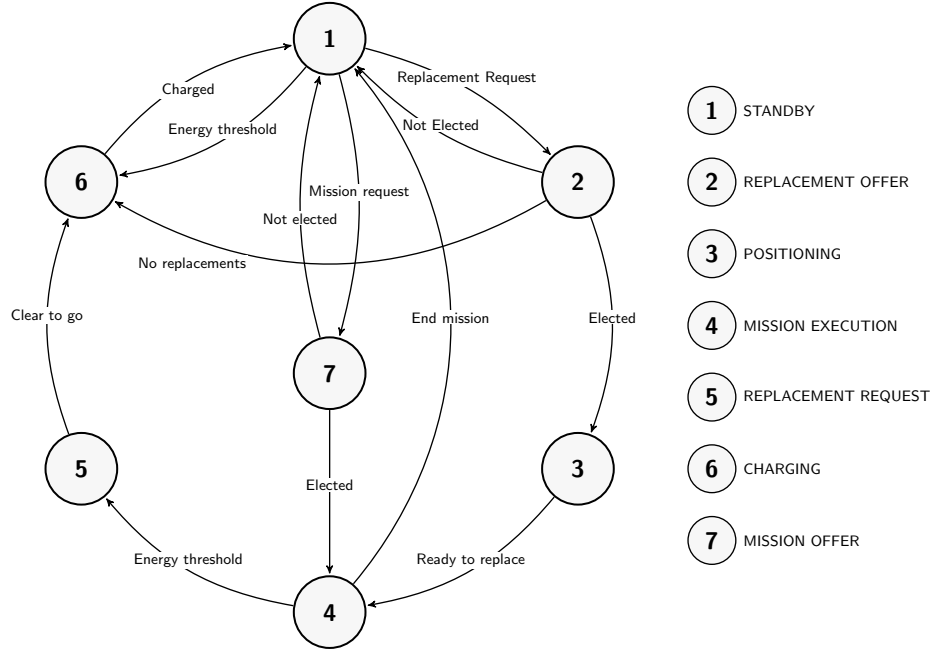 1
Replacement Request
Charged
Energy threshold
Not Elected
6
2
Mission request
Not elected
No replacements
Clear to go
End mission
Elected
7
5
3
Elected
Energy threshold
Ready to replace
4
1 STANDBY
2 REPLACEMENT OFFER
3 POSITIONING
4 MISSION EXECUTION
5 REPLACEMENT REQUEST
6 CHARGING
7 MISSION OFFER